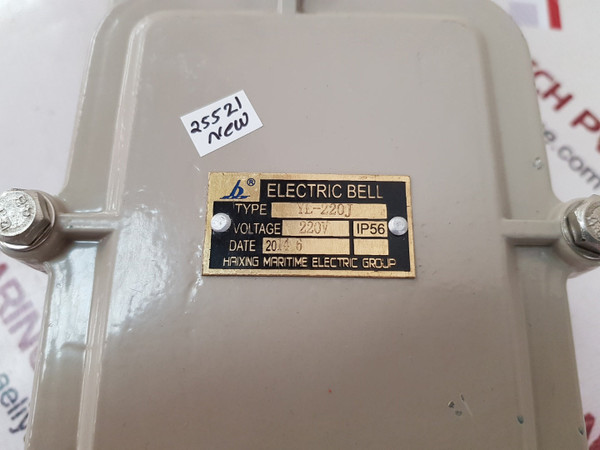 25521
New
® ELECTRIC BELL
TYPE YL-220J
VOLTAGE 220V IP56
DATE 2014 6
HAIXING MARITIME ELECTRIC GROUP